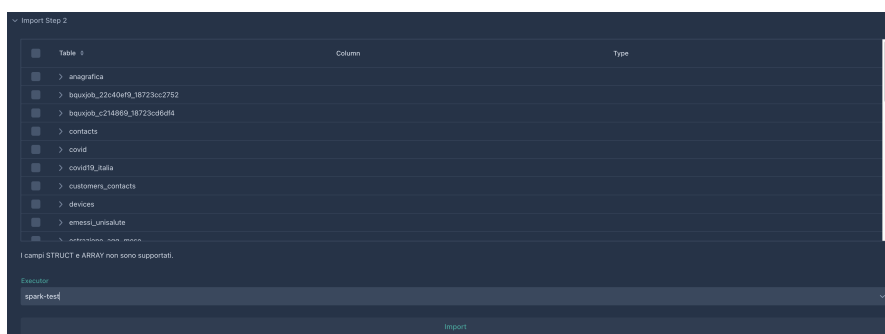 Import Step 2
Table Column Type
anagrafica
bquxjob_22c40ef9_18723cc2752
bquxjob_c214869_18723cd6df4
contacts
covid
covid19_italia
customers_contacts
devices
emessi_unisalute
I campi STRUCT e ARRAY non sono supportati.
Executor
spark-test
Import